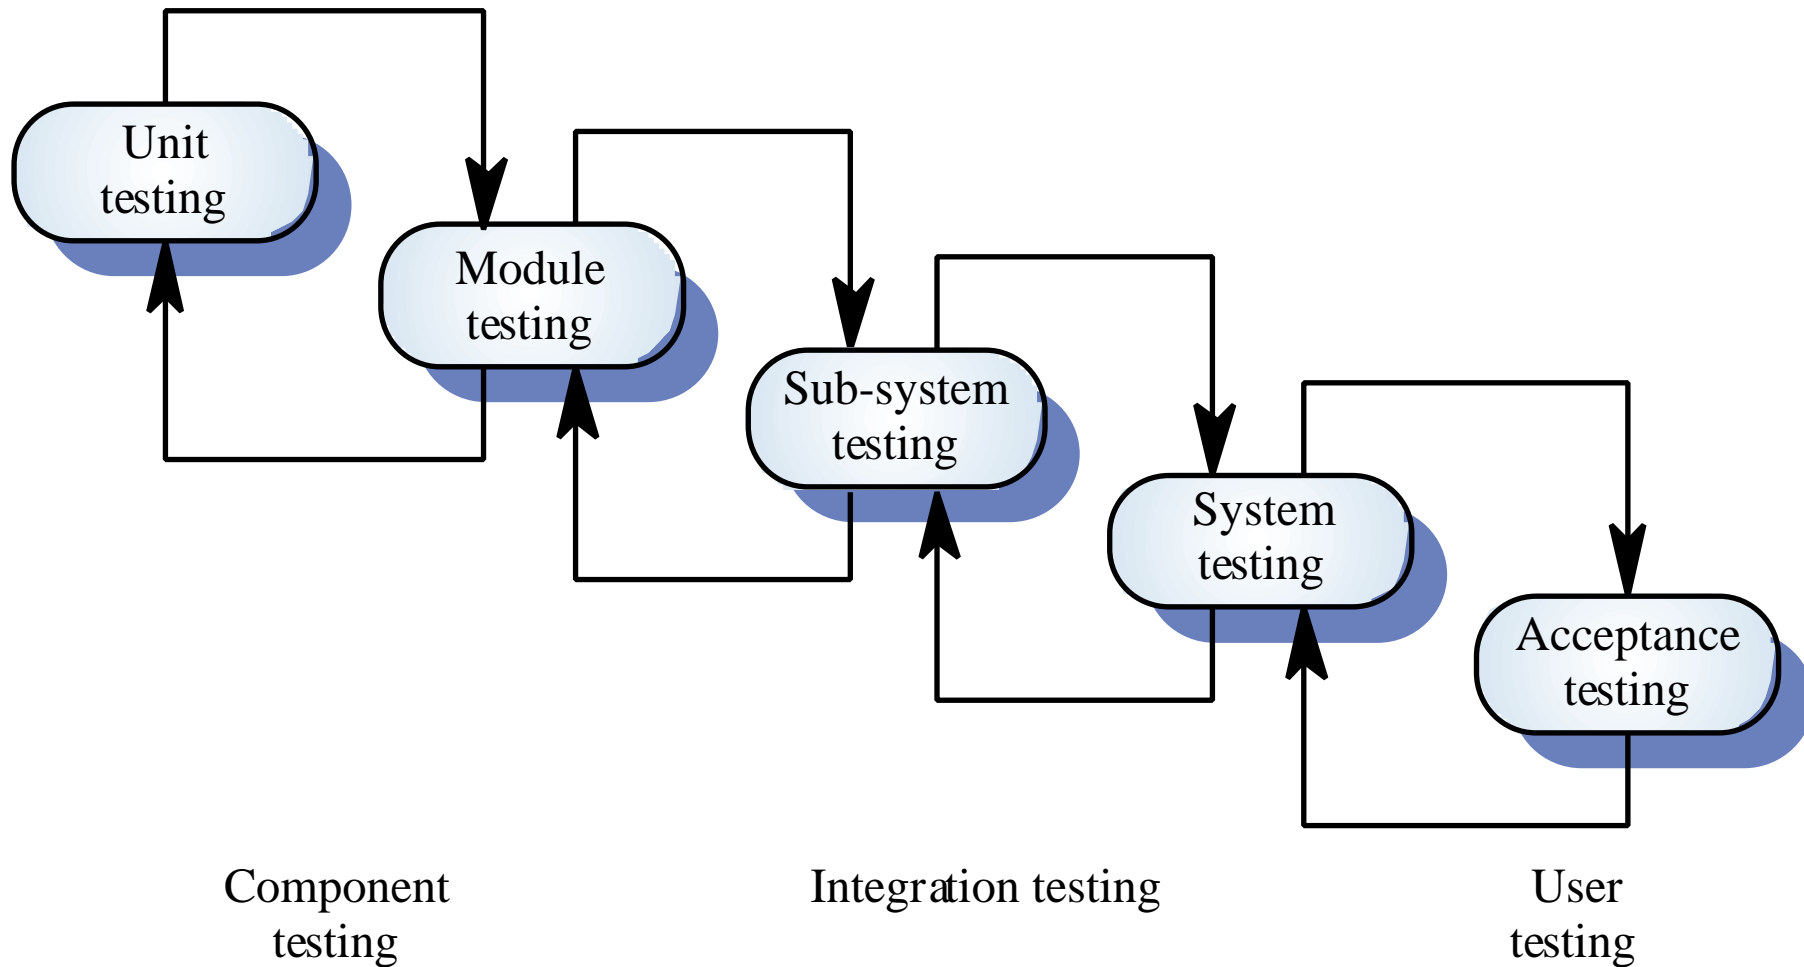 Unit
testing
Module
testing
Sub-system
testing
System
testing
Acceptance
testing
Component
testing
Integration testing
User
testing